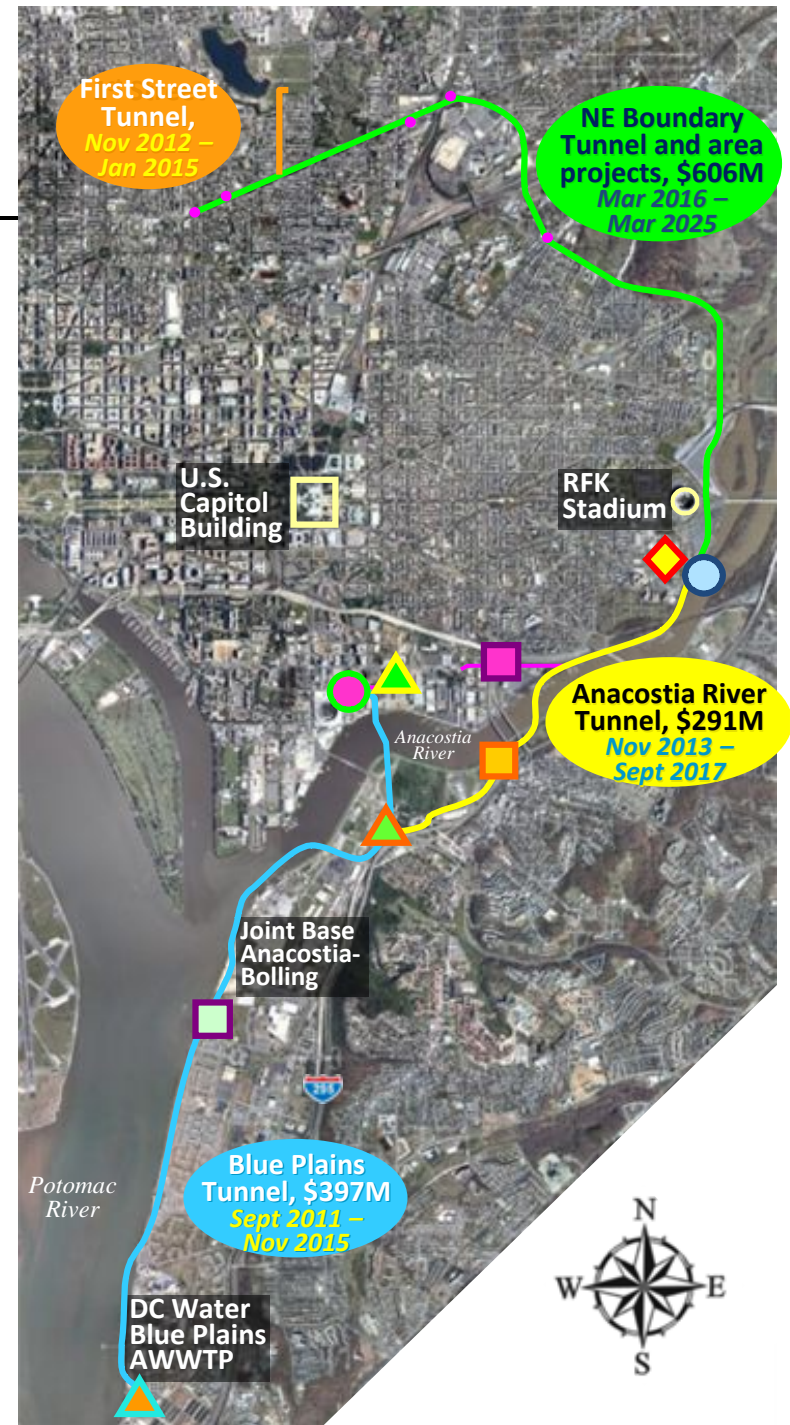 First Street
Tunnel,
Nov 2012 –
Jan 2015
NE Boundary
Tunnel and area
projects, $606M
Mar 2016 –
Mar 2025
U.S.
Capitol
Building
RFK
Stadium
Anacostia River
Tunnel, $291M
Nov 2013 –
Sept 2017
Anacostia
River
Joint Base
Anacostia-
Bolling
295
Blue Plains
Tunnel, $397M
Sept 2011 –
Nov 2015
Potomac
River
DC Water
Blue Plains
AWWTP
N
W
E
S